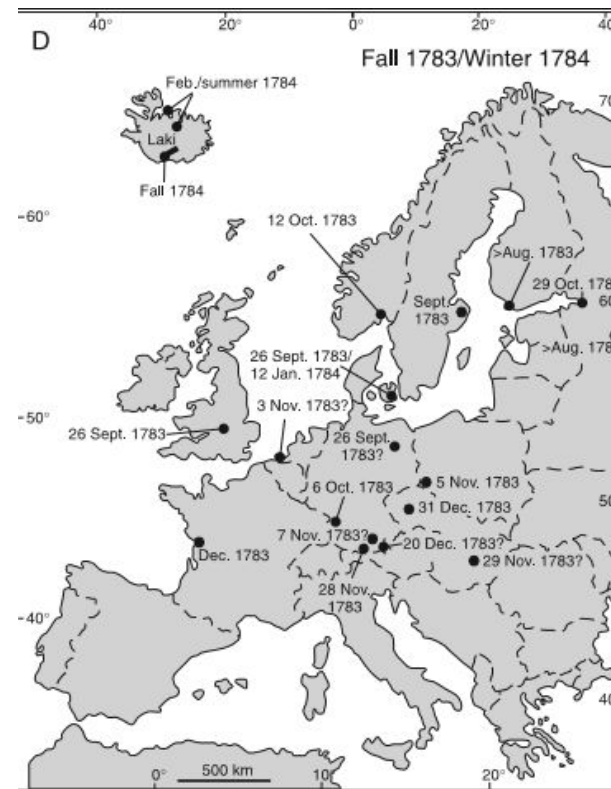 40° 20° 0° 20° 40
D
Fall 1783/Winter 1784
Feb./summer 1784
70
Laki
Fall 1784
60°
12 Oct. 1783
>Aug. 1783
Sept.
1783
29 Oct. 178
60
26 Sept. 1783/
12 Jan. 1784
>Aug. 178
3 Nov. 1783?
50°
26 Sept. 1783
26 Sept.
1783?
5 Nov. 1783
6 Oct. 1783
50
31 Dec. 1783
7 Nov. 1783?
20 Dec. 1783?
Dec. 1783
29 Nov. 1783?
28 Nov.
1783
40°
40
0° 500 km 10 20°